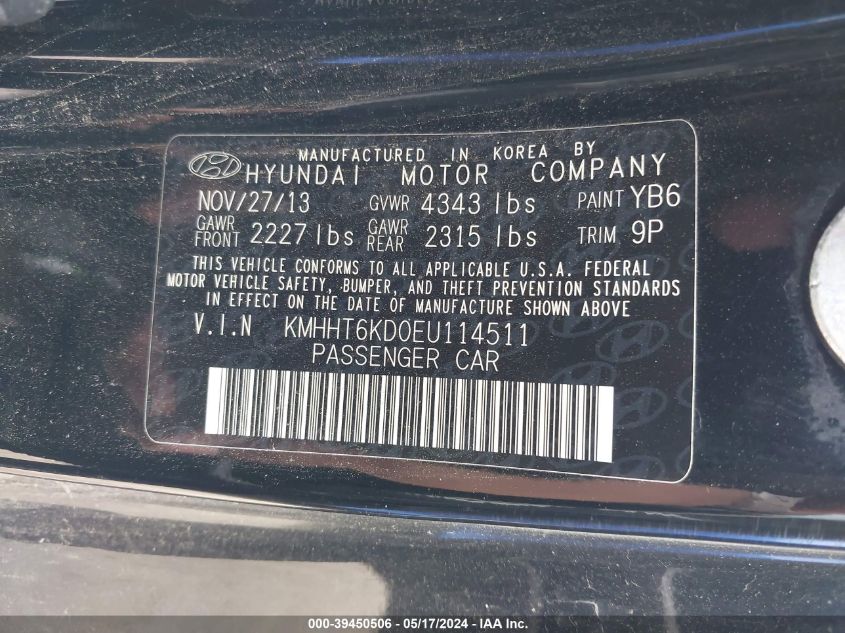 MANUFACTURED IN KOREA BY
HYUNDAI MOTOR COMPANY
NOV/27/13 GVWR 4343 lbs PAINT YB6
GAWR FRONT 2227 lbs GAWR REAR 2315 lbs TRIM 9P
THIS VEHICLE CONFORMS TO ALL APPLICABLE U.S.A. FEDERAL
MOTOR VEHICLE SAFETY, BUMPER, AND THEFT PREVENTION STANDARDS
IN EFFECT ON THE DATE OF MANUFACTURE SHOWN ABOVE
V.I.N KMHHT6KD0EU114511
PASSENGER CAR
000-39450506 - 05/17/2024 - IAA Inc.